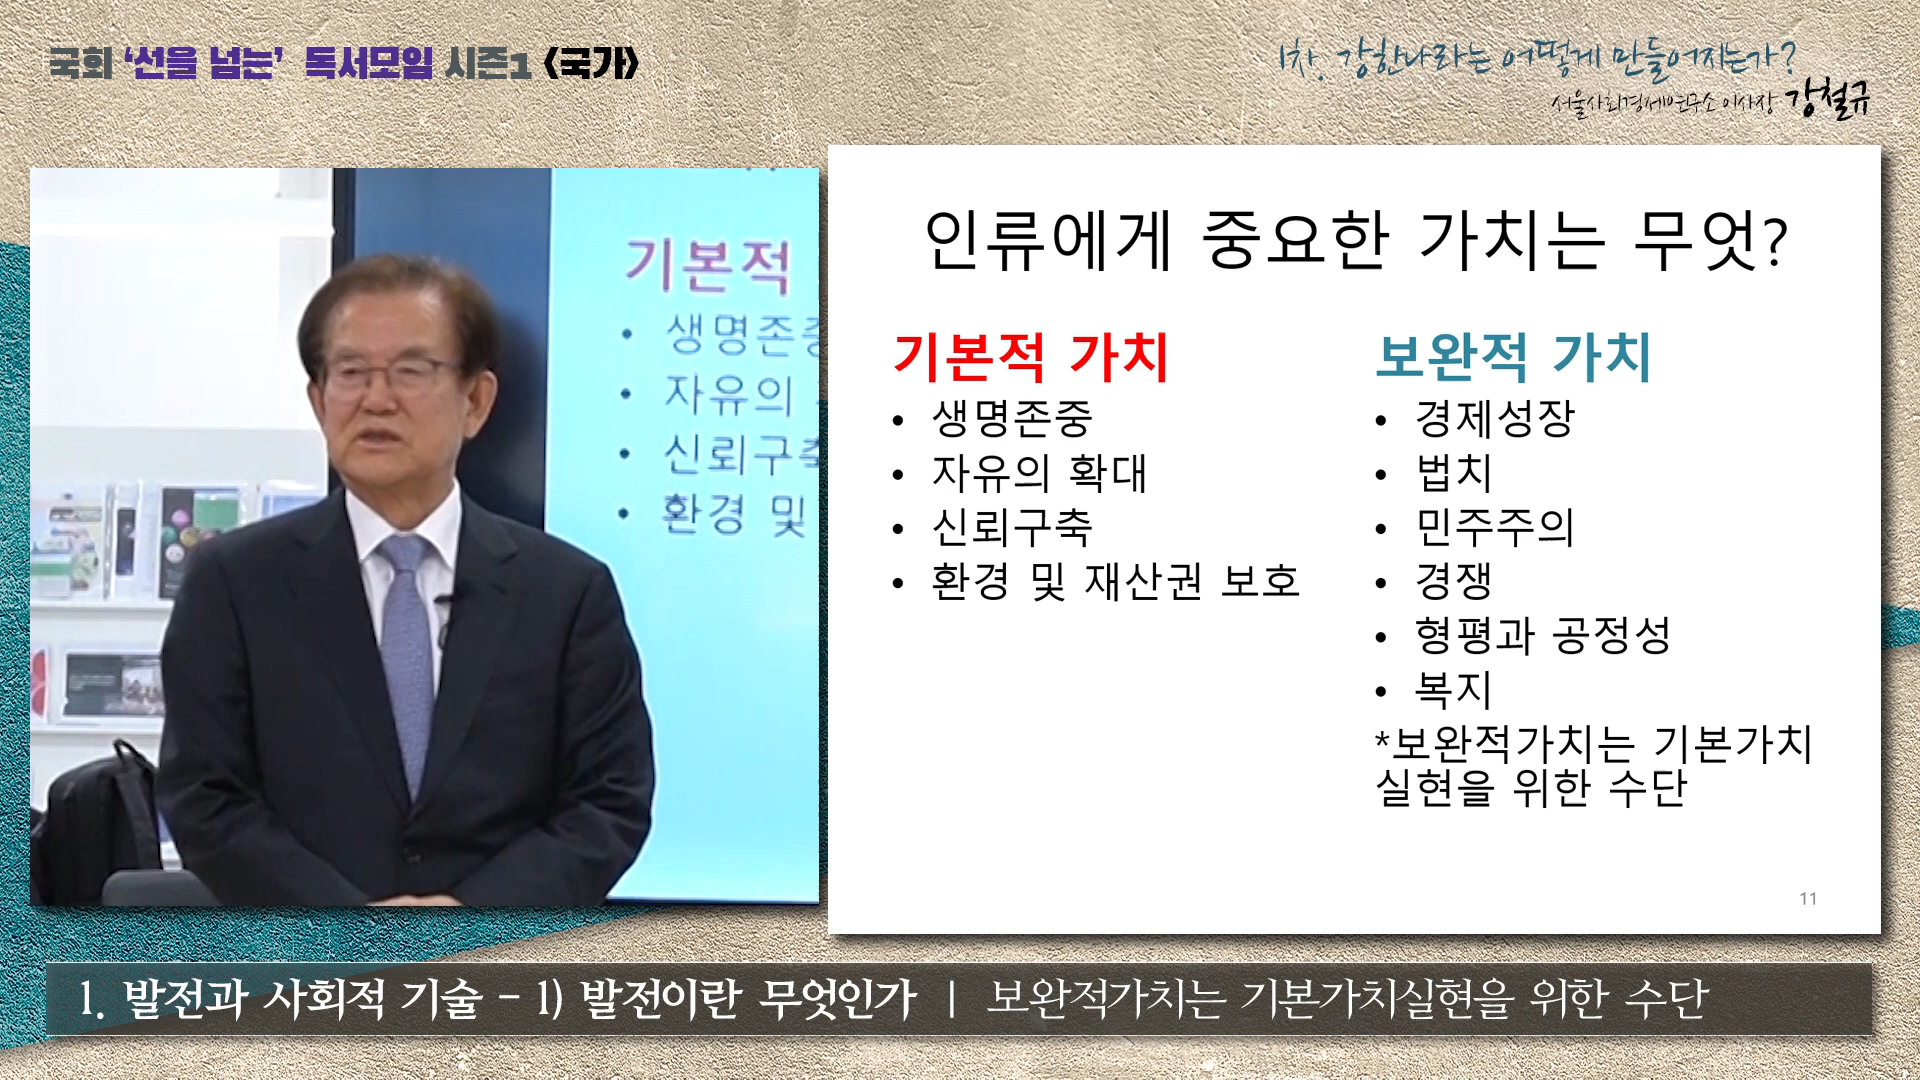 국회 ‘선을 넘는’ 독서모임 시즌1 <국가>
1차. 강한나라는 어떻게 만들어지는가?
서울사회경제연구소 이사장 강철규
기본적
• 생명존중
• 자유의
• 신뢰구축
• 환경 및
인류에게 중요한 가치는 무엇?
기본적 가치
• 생명존중
• 자유의 확대
• 신뢰구축
• 환경 및 재산권 보호
보완적 가치
• 경제성장
• 법치
• 민주주의
• 경쟁
• 형평과 공정성
• 복지
*보완적가치는 기본가치
실현을 위한 수단
11
1. 발전과 사회적 기술 - 1) 발전이란 무엇인가 | 보완적가치는 기본가치실현을 위한 수단